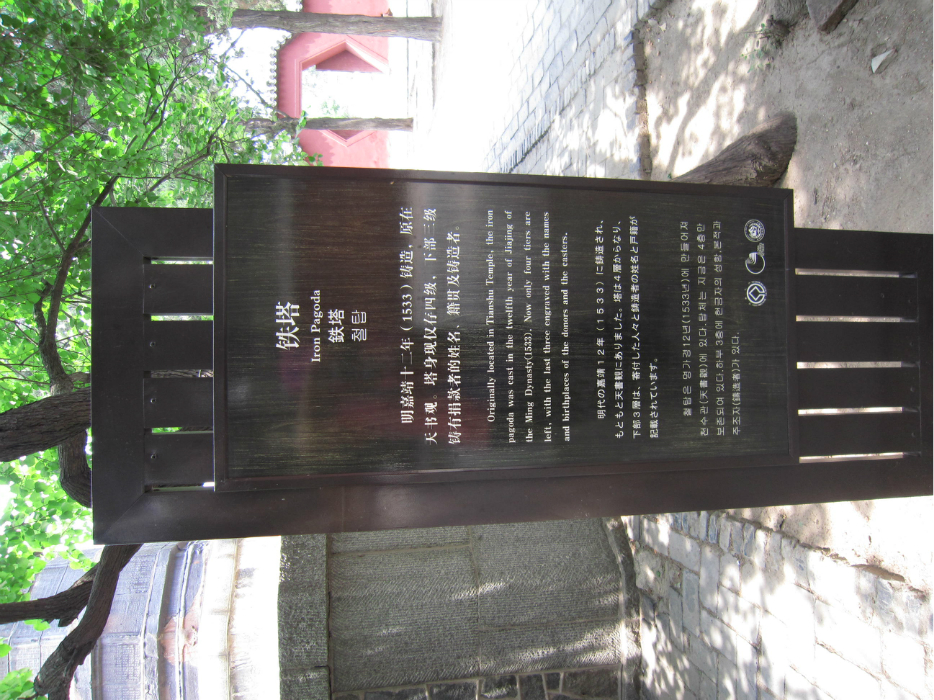 铁塔
Iron Pagoda
鉄塔
철탑
明嘉靖十二年（1533）铸造，原在
天书观。塔身现仅存四级，下部三级
铸有捐款者的姓名、籍贯及铸造者。
Originally located in Tianshu Temple, the iron
pagoda was cast in the twelfth year of Jiajing of
the Ming Dynasty(1533). Now only four tiers are
left, with the last three engraved with the names
and birthplaces of the donors and the casters.
明代の嘉靖12年（1533）に鋳造され、
もともと天書観にありました。塔は4層からなり、
下部3層は、寄付した人々と鋳造者の姓名と戸籍が
記載されています。
철탑은 명가경12년(1533년)에 만들어져
천수관(天書觀)에 있다.탑체는 지금은 4층만
보존되여 있다.하부 3층에 헌금자의 성함 본적과
주조자(鑄造者)가 있다.